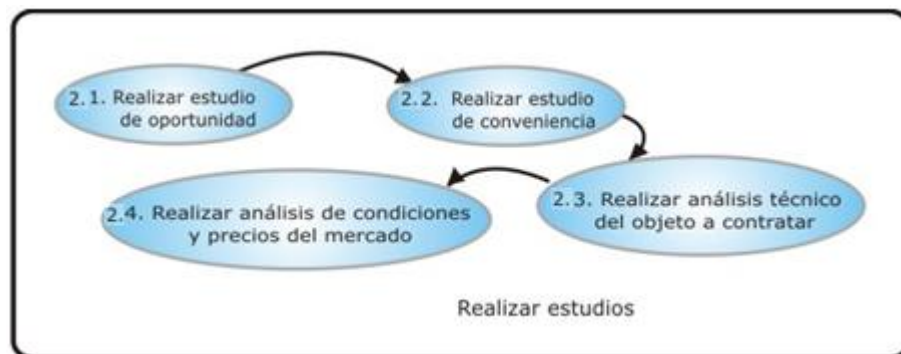 2.1. Realizar estudio
de oportunidad
2.2. Realizar estudio
de conveniencia
2.3. Realizar análisis técnico
del objeto a contratar
2.4. Realizar análisis de condiciones
y precios del mercado
Realizar estudios